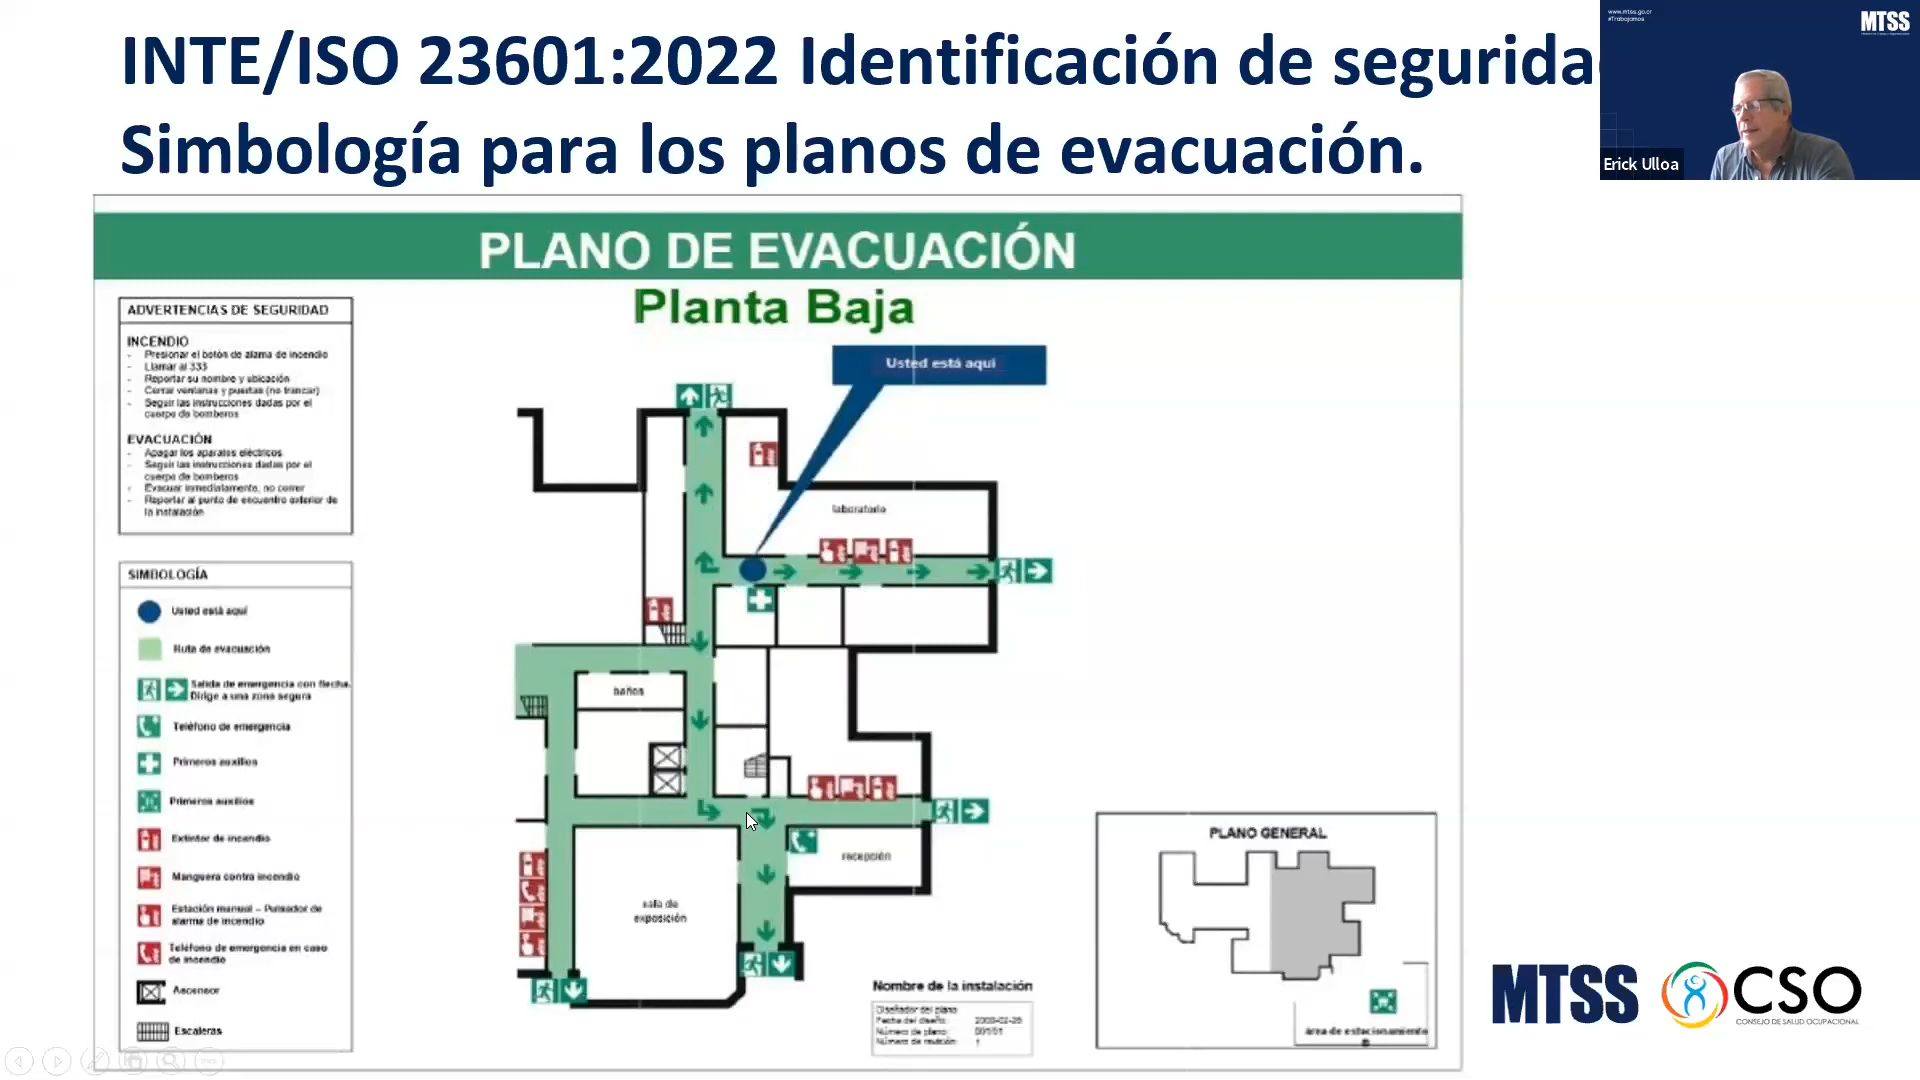 INTE/ISO 23601:2022 Identificación de segurida
Simbología para los planos de evacuación.
www.mtss.go.cr
#Trabajamos
MTSS
Erick Ulloa
PLANO DE EVACUACIÓN
Planta Baja
ADVERTENCIAS DE SEGURIDAD
INCENDIO
- Presionar el botón de alama de incendio
- Llamar al 333
- Reportar su nombre y ubicación
- Cerrar ventanas y puertas (no trancar)
- Seguir las instrucciones dadas por el
cuerpo de bomberos
EVACUACIÓN
- Apagar los aparatos eléctricos
- Seguir las instrucciones dadas por el
cuerpo de bomberos
- Evacuar inmediatamente, no correr
- Reportar al punto de encuentro exterior de
la instalación
SIMBOLOGÍA
Usted está aquí
Ruta de evacuación
Salida de emergencia con flecha.
Dirige a una zona segura
Teléfono de emergencia
Primeros auxilios
Primeros auxilios
Extintor de incendio
Manguera contra incendio
Estación manual – Pulsador de
alarma de incendio
Teléfono de emergencia en caso
de incendio
Ascensor
Escaleras
Usted está aquí
laboratorio
baños
recepción
sala de
exposición
Nombre de la instalación
Diseñador del plano
Fecha del diseño:
Número de plano: 001/01
Número de revisión: 1
PLANO GENERAL
área de estacionamiento
MTSS
CSO
CONSEJO DE SALUD OCUPACIONAL